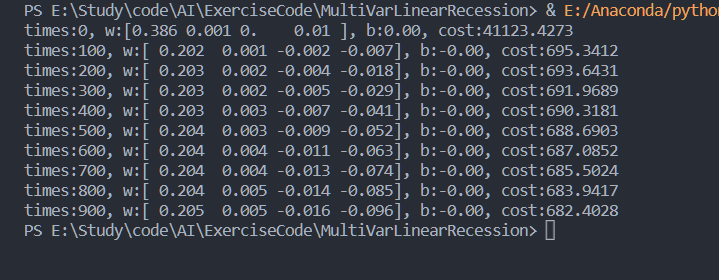 PS E:\Study\code\AI\ExerciseCode\MultiVarLinearRecession> & E:/Anaconda/pytho
times:0, w:[0.386 0.001 0.    0.01 ], b:0.00, cost:41123.4273
times:100, w:[ 0.202  0.001 -0.002 -0.007], b:-0.00, cost:695.3412
times:200, w:[ 0.203  0.002 -0.004 -0.018], b:-0.00, cost:693.6431
times:300, w:[ 0.203  0.002 -0.005 -0.029], b:-0.00, cost:691.9689
times:400, w:[ 0.203  0.003 -0.007 -0.041], b:-0.00, cost:690.3181
times:500, w:[ 0.204  0.003 -0.009 -0.052], b:-0.00, cost:688.6903
times:600, w:[ 0.204  0.004 -0.011 -0.063], b:-0.00, cost:687.0852
times:700, w:[ 0.204  0.004 -0.013 -0.074], b:-0.00, cost:685.5024
times:800, w:[ 0.204  0.005 -0.014 -0.085], b:-0.00, cost:683.9417
times:900, w:[ 0.205  0.005 -0.016 -0.096], b:-0.00, cost:682.4028
PS E:\Study\code\AI\ExerciseCode\MultiVarLinearRecession>